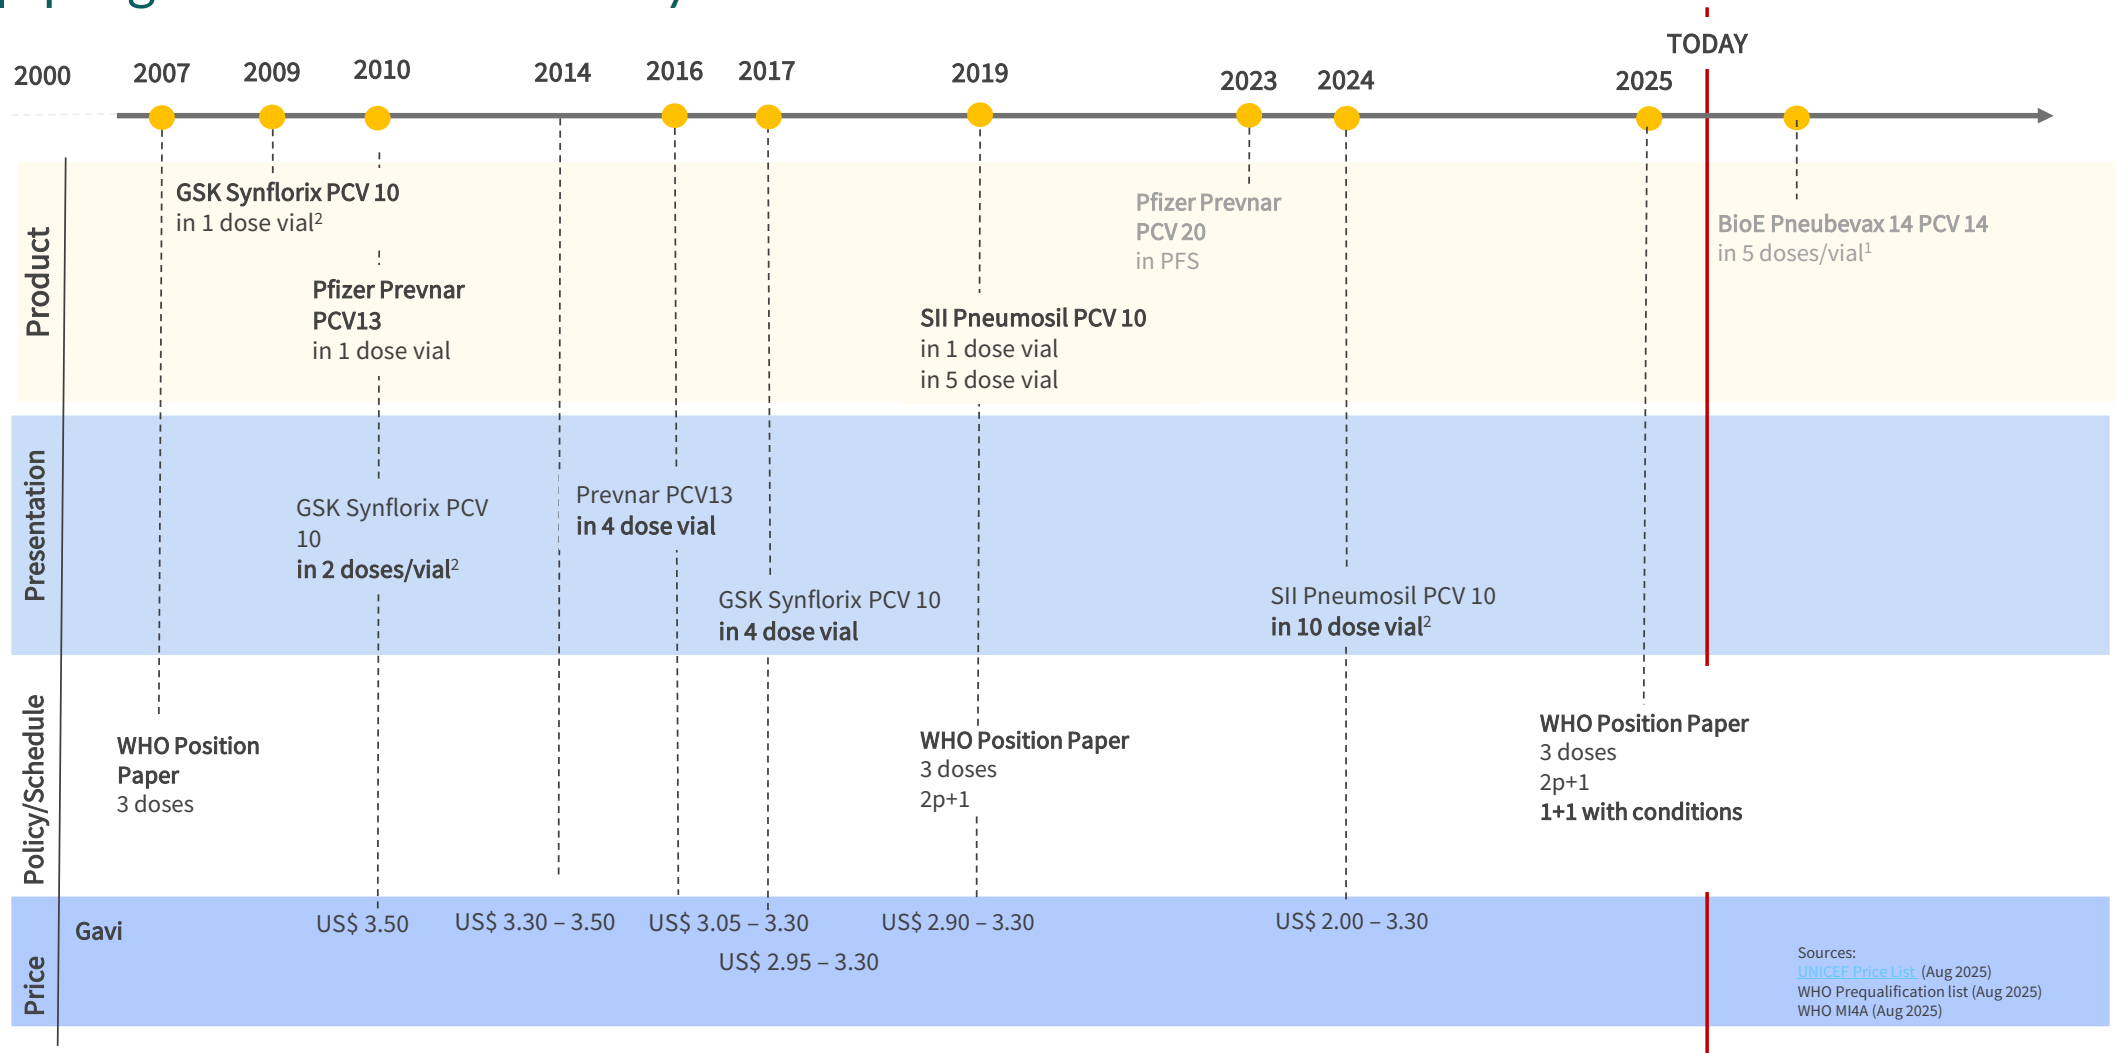 TODAY
2000
2007
2009
2010
2014
2016
2017
2019
2023
2024
2025
Product
GSK Synflorix PCV 10
in 1 dose vial²
Pfizer Prevnar
PCV13
in 1 dose vial
SII Pneumosil PCV 10
in 1 dose vial
in 5 dose vial
Pfizer Prevnar
PCV 20
in PFS
BioE Pneubevax 14 PCV 14
in 5 doses/vial¹
Presentation
GSK Synflorix PCV
10
in 2 doses/vial²
Prevnar PCV13
in 4 dose vial
GSK Synflorix PCV 10
in 4 dose vial
SII Pneumosil PCV 10
in 10 dose vial²
Policy/Schedule
WHO Position
Paper
3 doses
WHO Position Paper
3 doses
2p+1
WHO Position Paper
3 doses
2p+1
1+1 with conditions
Price
Gavi
US$ 3.50
US$ 3.30 – 3.50
US$ 3.05 – 3.30
US$ 2.95 – 3.30
US$ 2.90 – 3.30
US$ 2.00 – 3.30
Sources:
UNICEF Price List (Aug 2025)
WHO Prequalification list (Aug 2025)
WHO MI4A (Aug 2025)